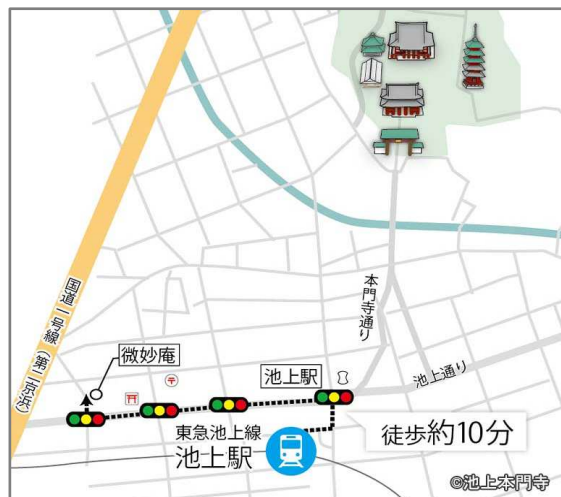 本門寺通り
国道一号線(第二京浜)
微妙庵
池上駅
池上通り
東急池上線
池上駅
徒歩約10分
©池上本門寺